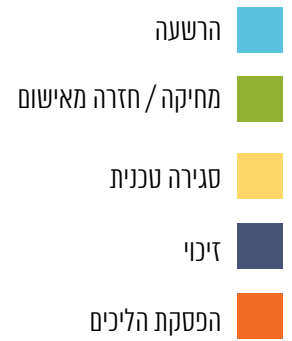 הרשעה
מחיקה / חזרה מאישום
סגירה טכנית
זיכוי
הפסקת הליכים